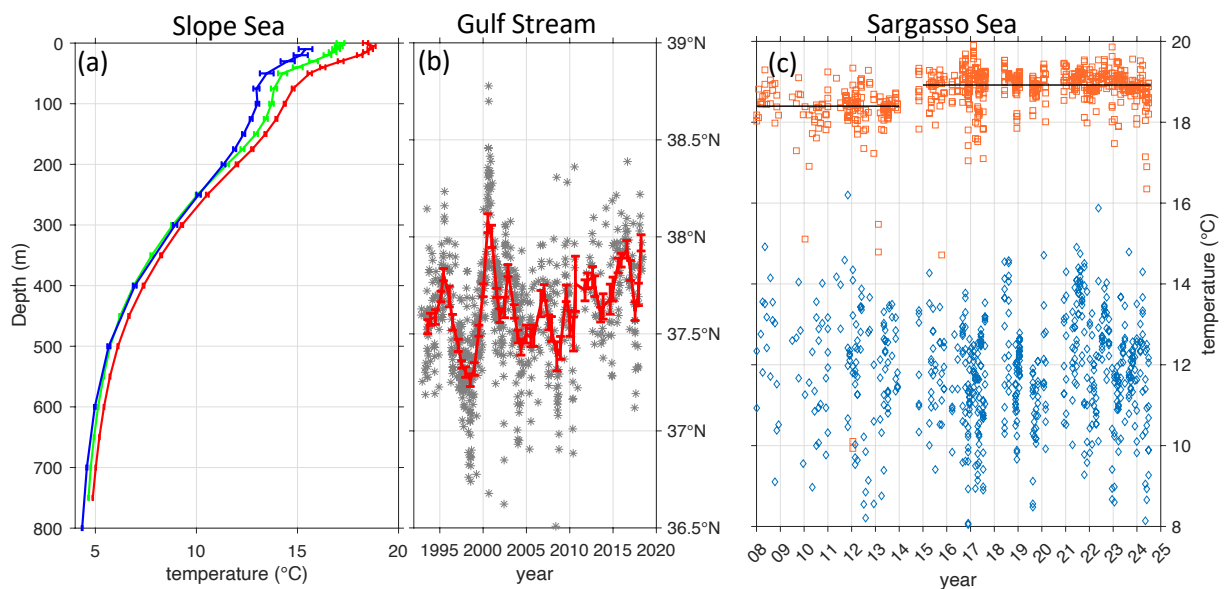 Slope Sea
Gulf Stream
Sargasso Sea
(a)
(b)
(c)
0
100
200
300
400
500
600
700
800
Depth (m)
5
10
15
20
temperature (°C)
39°N
38.5°N
38°N
37.5°N
37°N
36.5°N
1995
2000
2005
2010
2015
2020
year
20
18
16
14
12
10
8
temperature (°C)
08
09
10
11
12
13
14
15
16
17
18
19
20
21
22
23
24
25
year